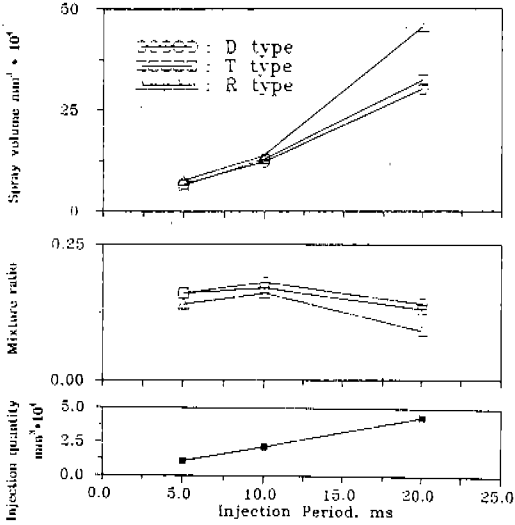 50
25
0
Spray volume mm³ * 10⁴
: D type
: T type
: R type
0.25
0.00
Mixture ratio
5.0
2.5
0.0
Injection quantity
mm³*10⁴
0.0 5.0 10.0 15.0 20.0 25.0
Injection Period. ms